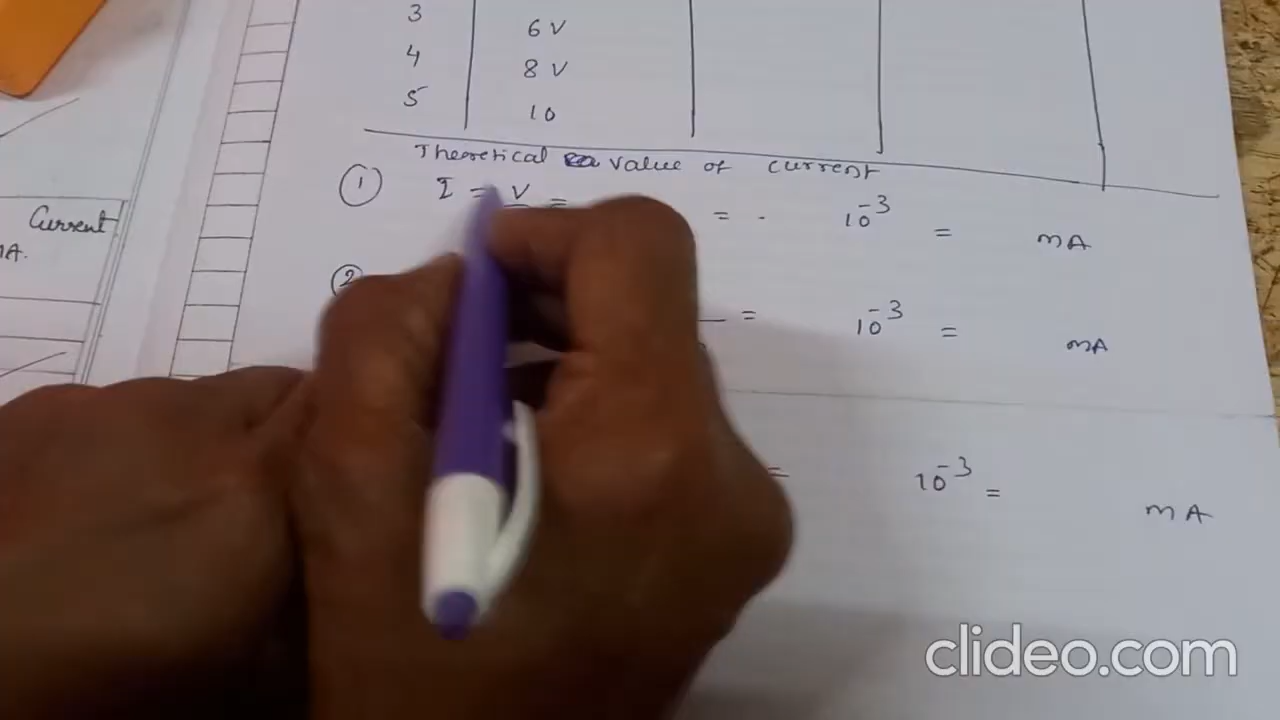 3 6 V
4 8 V
5 10
Theoretical value of current
Current
1 I = V = = . 10-3 = mA
2
= 10-3 = mA
= 10-3 = mA
clideo.com